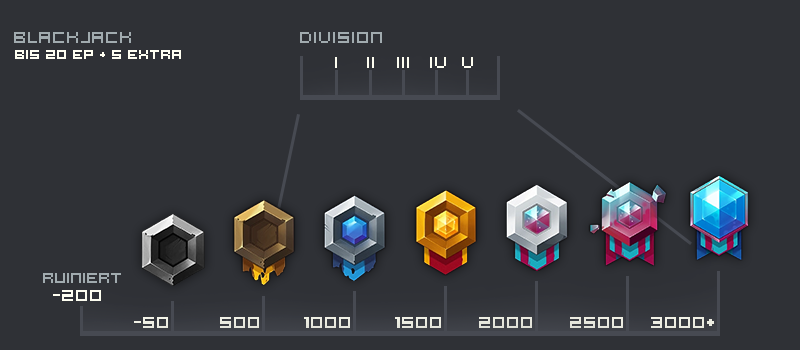 BLACKJACK
BIS 20 EP + 5 EXTRA
DIVISION
I II III IV V
RUINIERT
-200
-50 500 1000 1500 2000 2500 3000+